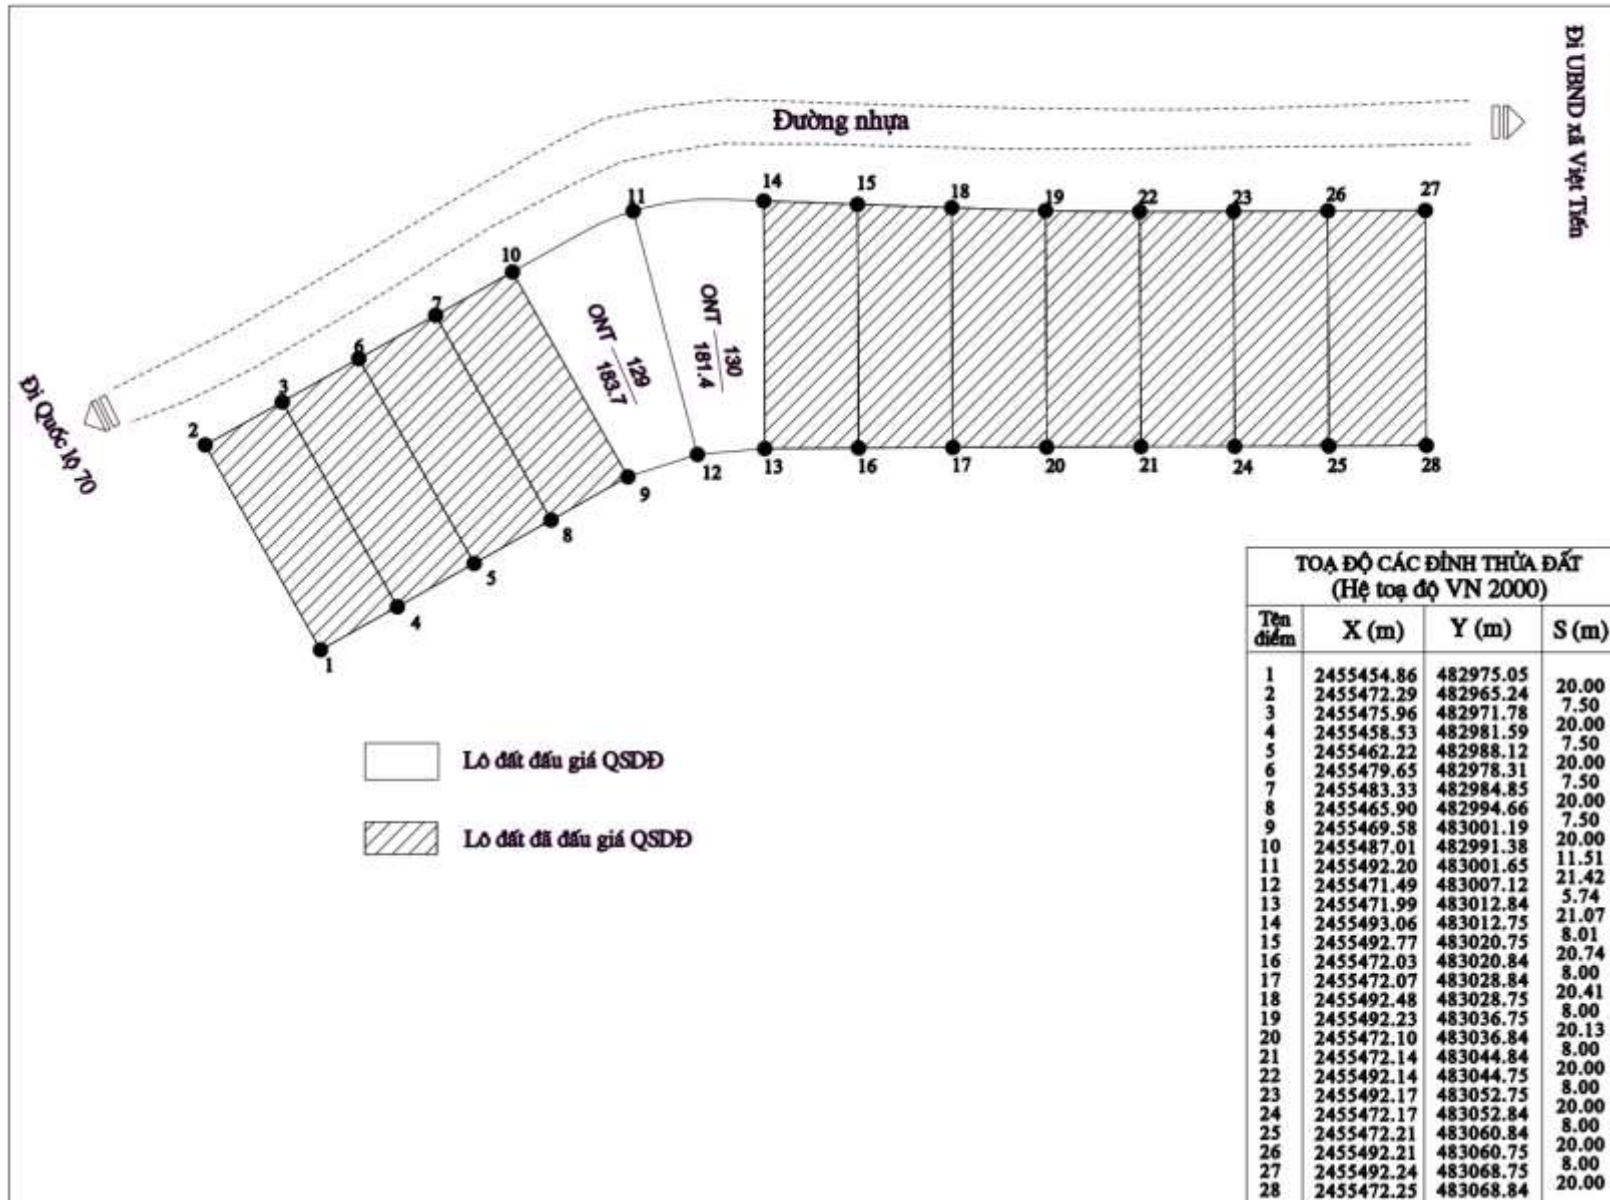 Đi UBND xã Việt Tiến
Đường nhựa
14
15
18
19
22
23
26
27
11
10
7
6
3
2
ONT 129
183.7
ONT 130
181.4
Đi Quốc lộ 70
1
4
5
8
9
12
13
16
17
20
21
24
25
28
Lô đất đấu giá QSDĐ
Lô đất đã đấu giá QSDĐ
TOẠ ĐỘ CÁC ĐỈNH THỬA ĐẤT
(Hệ toạ độ VN 2000)
Tên điểm X (m) Y (m) S (m)
1 2455454.86 482975.05
20.00
2 2455472.29 482965.24
7.50
3 2455475.96 482971.78
20.00
4 2455458.53 482981.59
7.50
5 2455462.22 482988.12
20.00
6 2455479.65 482978.31
7.50
7 2455483.33 482984.85
20.00
8 2455465.90 482994.66
7.50
9 2455469.58 483001.19
20.00
10 2455487.01 482991.38
11.51
11 2455492.20 483001.65
21.42
12 2455471.49 483007.12
5.74
13 2455471.99 483012.84
21.07
14 2455493.06 483012.75
8.01
15 2455492.77 483020.75
20.74
16 2455472.03 483020.84
8.00
17 2455472.07 483028.84
20.41
18 2455492.48 483028.75
8.00
19 2455492.23 483036.75
20.13
20 2455472.10 483036.84
8.00
21 2455472.14 483044.84
20.00
22 2455492.14 483044.75
8.00
23 2455492.17 483052.75
20.00
24 2455472.17 483052.84
8.00
25 2455472.21 483060.84
20.00
26 2455492.21 483060.75
8.00
27 2455492.24 483068.75
20.00
28 2455472.25 483068.84